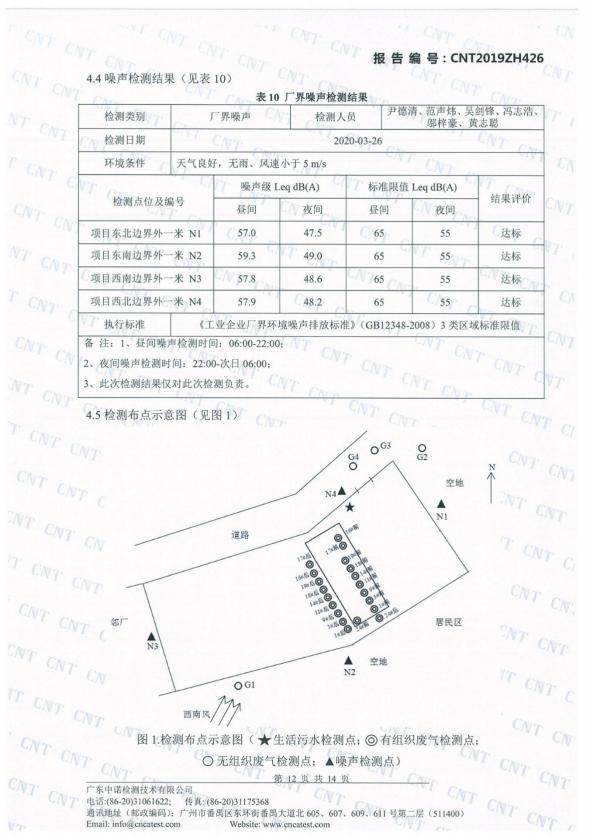 报告编号：CNT2019ZH426
4.4 噪声检测结果（见表 10）
表 10 厂界噪声检测结果
检测类别 厂界噪声 检测人员 尹德清、范声炜、吴剑锋、冯志浩、
邬梓豪、黄志聪
检测日期 2020-03-26
环境条件 天气良好，无雨、风速小于 5 m/s
检测点位及编号 噪声级 Leq dB(A) 标准限值 Leq dB(A) 结果评价
昼间 夜间 昼间 夜间
项目东北边界外一米 N1 57.0 47.5 65 55 达标
项目东南边界外一米 N2 59.3 49.0 65 55 达标
项目西南边界外一米 N3 57.8 48.6 65 55 达标
项目西北边界外一米 N4 57.9 48.2 65 55 达标
执行标准 《工业企业厂界环境噪声排放标准》（GB12348-2008）3 类区域标准限值
备 注：1、昼间噪声检测时间：06:00-22:00；
2、夜间噪声检测时间：22:00-次日 06:00；
3、此次检测结果仅对此次检测负责。
4.5 检测布点示意图（见图 1）
G3
G4
G2
N
N4
空地
N1
道路
邻厂
居民区
N3
N2
空地
G1
西南风
图 1.检测布点示意图（★生活污水检测点；◎有组织废气检测点；
○无组织废气检测点；▲噪声检测点）
第 12 页 共 14 页
广东中诺检测技术有限公司
电话:(86-20)31061622; 传真:(86-20)31175368
通讯地址（邮政编码）：广州市番禺区东环街番禺大道北 605、607、609、611 号第二层（511400）
Email: info@cncatest.com Website: www.cncatest.com